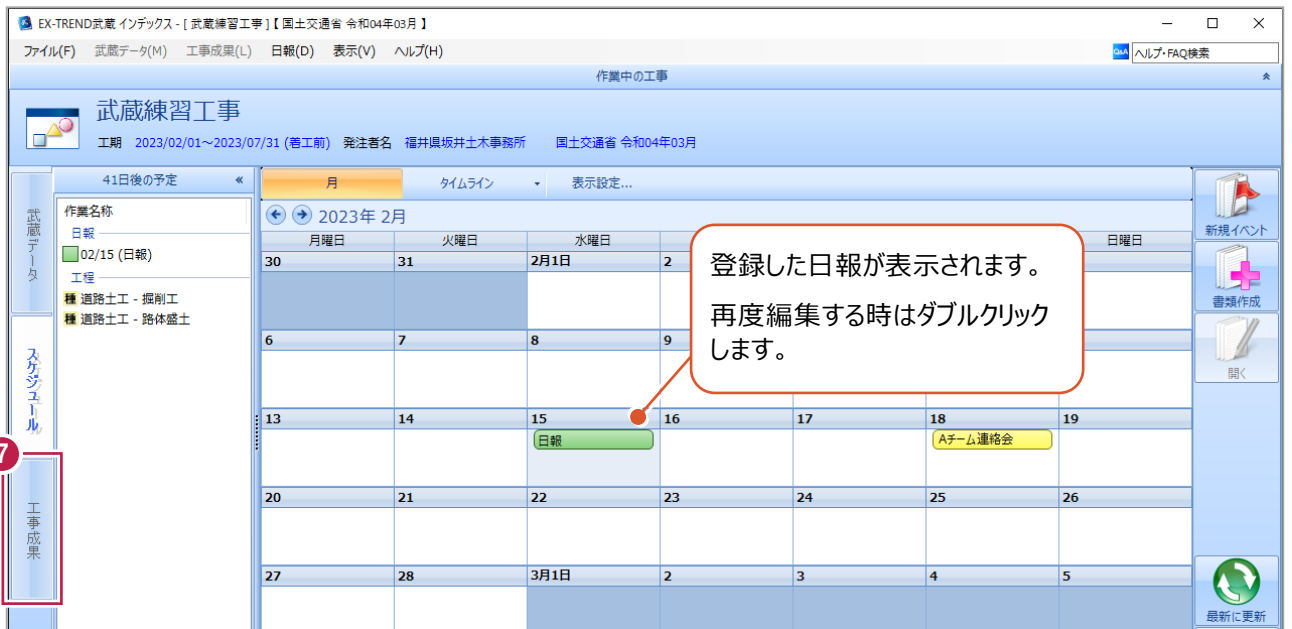 EX-TREND武蔵 インデックス - [ 武蔵練習工事 ] 【 国土交通省 令和04年03月 】
ファイル(F) 武蔵データ(M) 工事成果(L) 日報(D) 表示(V) ヘルプ(H)
Q&A ヘルプ・FAQ検索
作業中の工事
武蔵練習工事
工期 2023/02/01～2023/07/31 (着工前) 発注者名 福井県坂井土木事務所 国土交通省 令和04年03月
武蔵データ
スケジュール
7
工事成果
41日後の予定 «
作業名称
日報
02/15 (日報)
工程
種 道路土工 - 掘削工
種 道路土工 - 路体盛土
月 タイムライン 表示設定...
2023年 2月
月曜日 火曜日 水曜日 日曜日
30 31 2月1日 2
6 7 8 9
13 14 15 16 17 18 19
日報 Aチーム連絡会
20 21 22 23 24 25 26
27 28 3月1日 2 3 4 5
登録した日報が表示されます。
再度編集する時はダブルクリック
します。
新規イベント
書類作成
開く
最新に更新